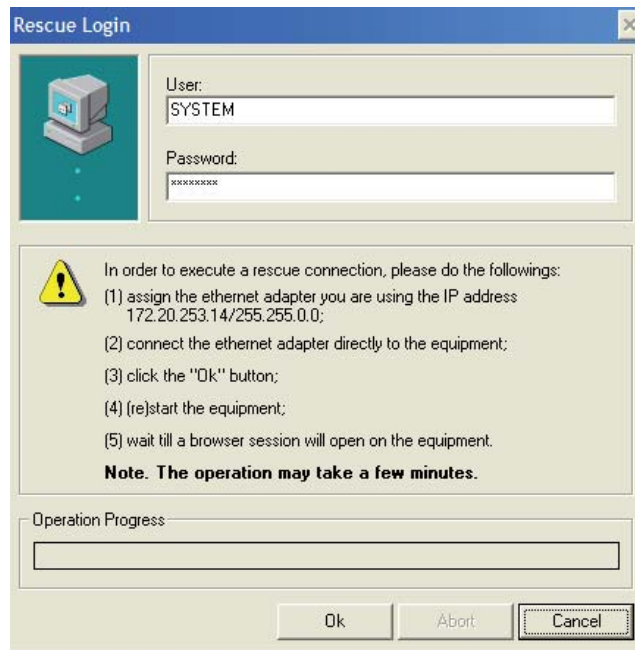 Rescue Login
User:
SYSTEM
Password:
********
In order to execute a rescue connection, please do the followings:
(1) assign the ethernet adapter you are using the IP address
172.20.253.14/255.255.0.0;
(2) connect the ethernet adapter directly to the equipment;
(3) click the "Ok" button;
(4) (re)start the equipment;
(5) wait till a browser session will open on the equipment.
Note. The operation may take a few minutes.
Operation Progress
Ok Abort Cancel